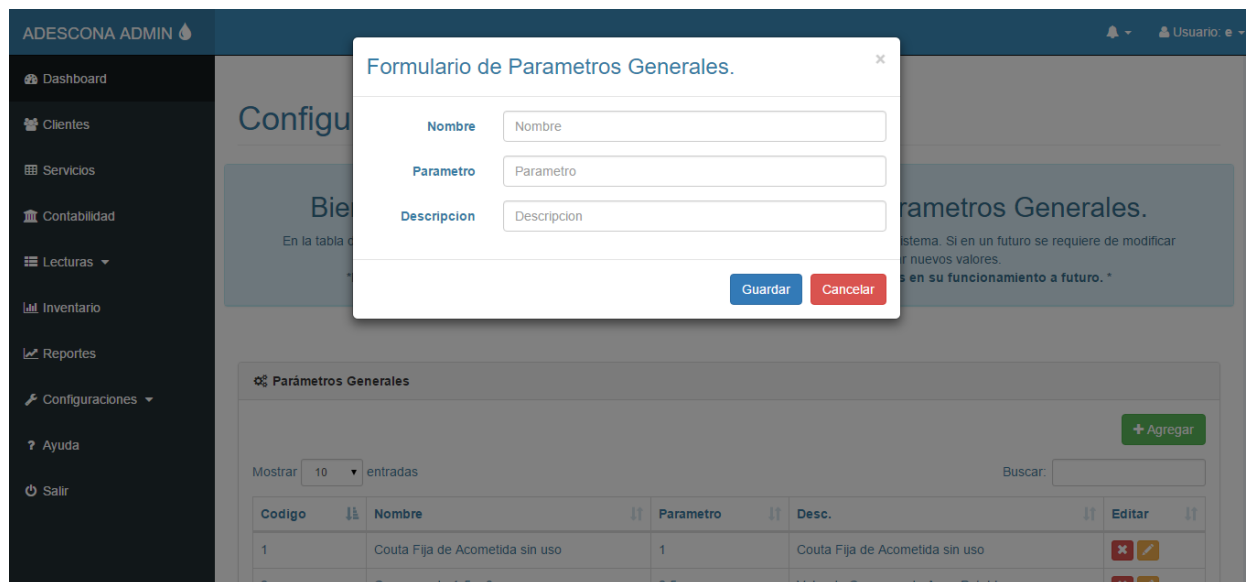 ADESCONA ADMIN
Usuario: e
Dashboard
Clientes
Servicios
Contabilidad
Lecturas
Inventario
Reportes
Configuraciones
? Ayuda
Salir
Formulario de Parametros Generales. ×
Nombre Nombre
Parametro Parametro
Descripcion Descripcion
Guardar Cancelar
Configu
Bie rametros Generales.
En la tabla istema. Si en un futuro se requiere de modificar
nuevos valores.
en su funcionamiento a futuro. "
Parámetros Generales
+ Agregar
Mostrar 10 entradas Buscar:
Codigo Nombre Parametro Desc. Editar
1 Couta Fija de Acometida sin uso 1 Couta Fija de Acometida sin uso